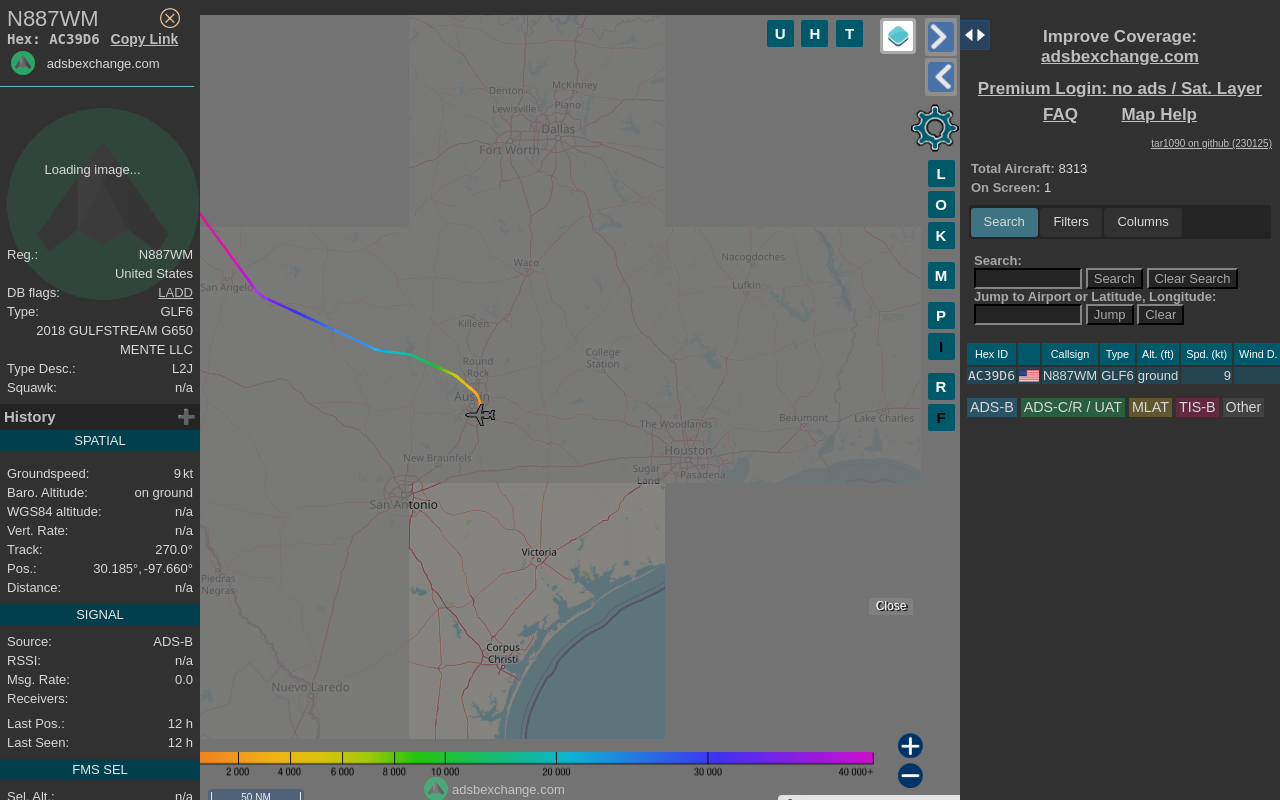 N887WM
Hex: AC39D6 Copy Link
adsbexchange.com
Loading image...
Reg.: N887WM
United States
DB flags: LADD
Type: GLF6
2018 GULFSTREAM G650
MENTE LLC
Type Desc.: L2J
Squawk: n/a
History
SPATIAL
Groundspeed: 9 kt
Baro. Altitude: on ground
WGS84 altitude: n/a
Vert. Rate: n/a
Track: 270.0°
Pos.: 30.185°, -97.660°
Distance: n/a
SIGNAL
Source: ADS-B
RSSI: n/a
Msg. Rate: 0.0
Receivers:
Last Pos.: 12 h
Last Seen: 12 h
FMS SEL
Sel. Alt.: n/a
U H T
L
O
K
M
P
I
R
F
Denton
McKinney
Lewisville
Plano
Dallas
Fort Worth
Waco
Nacogdoches
San Angelo
Lufkin
Killeen
Round
Rock
College
Station
Austin
The Woodlands
Beaumont
Lake Charles
Houston
New Braunfels
Sugar
Land
Pasadena
San Antonio
Victoria
Piedras
Negras
Corpus
Christi
Nuevo Laredo
Close
2 000 4 000 6 000 8 000 10 000 20 000 30 000 40 000+
adsbexchange.com
50 NM
Improve Coverage:
adsbexchange.com
Premium Login: no ads / Sat. Layer
FAQ Map Help
tar1090 on github (230125)
Total Aircraft: 8313
On Screen: 1
Search Filters Columns
Search:
Search Clear Search
Jump to Airport or Latitude, Longitude:
Jump Clear
Hex ID Callsign Type Alt. (ft) Spd. (kt) Wind D.
AC39D6 N887WM GLF6 ground 9
ADS-B ADS-C/R / UAT MLAT TIS-B Other